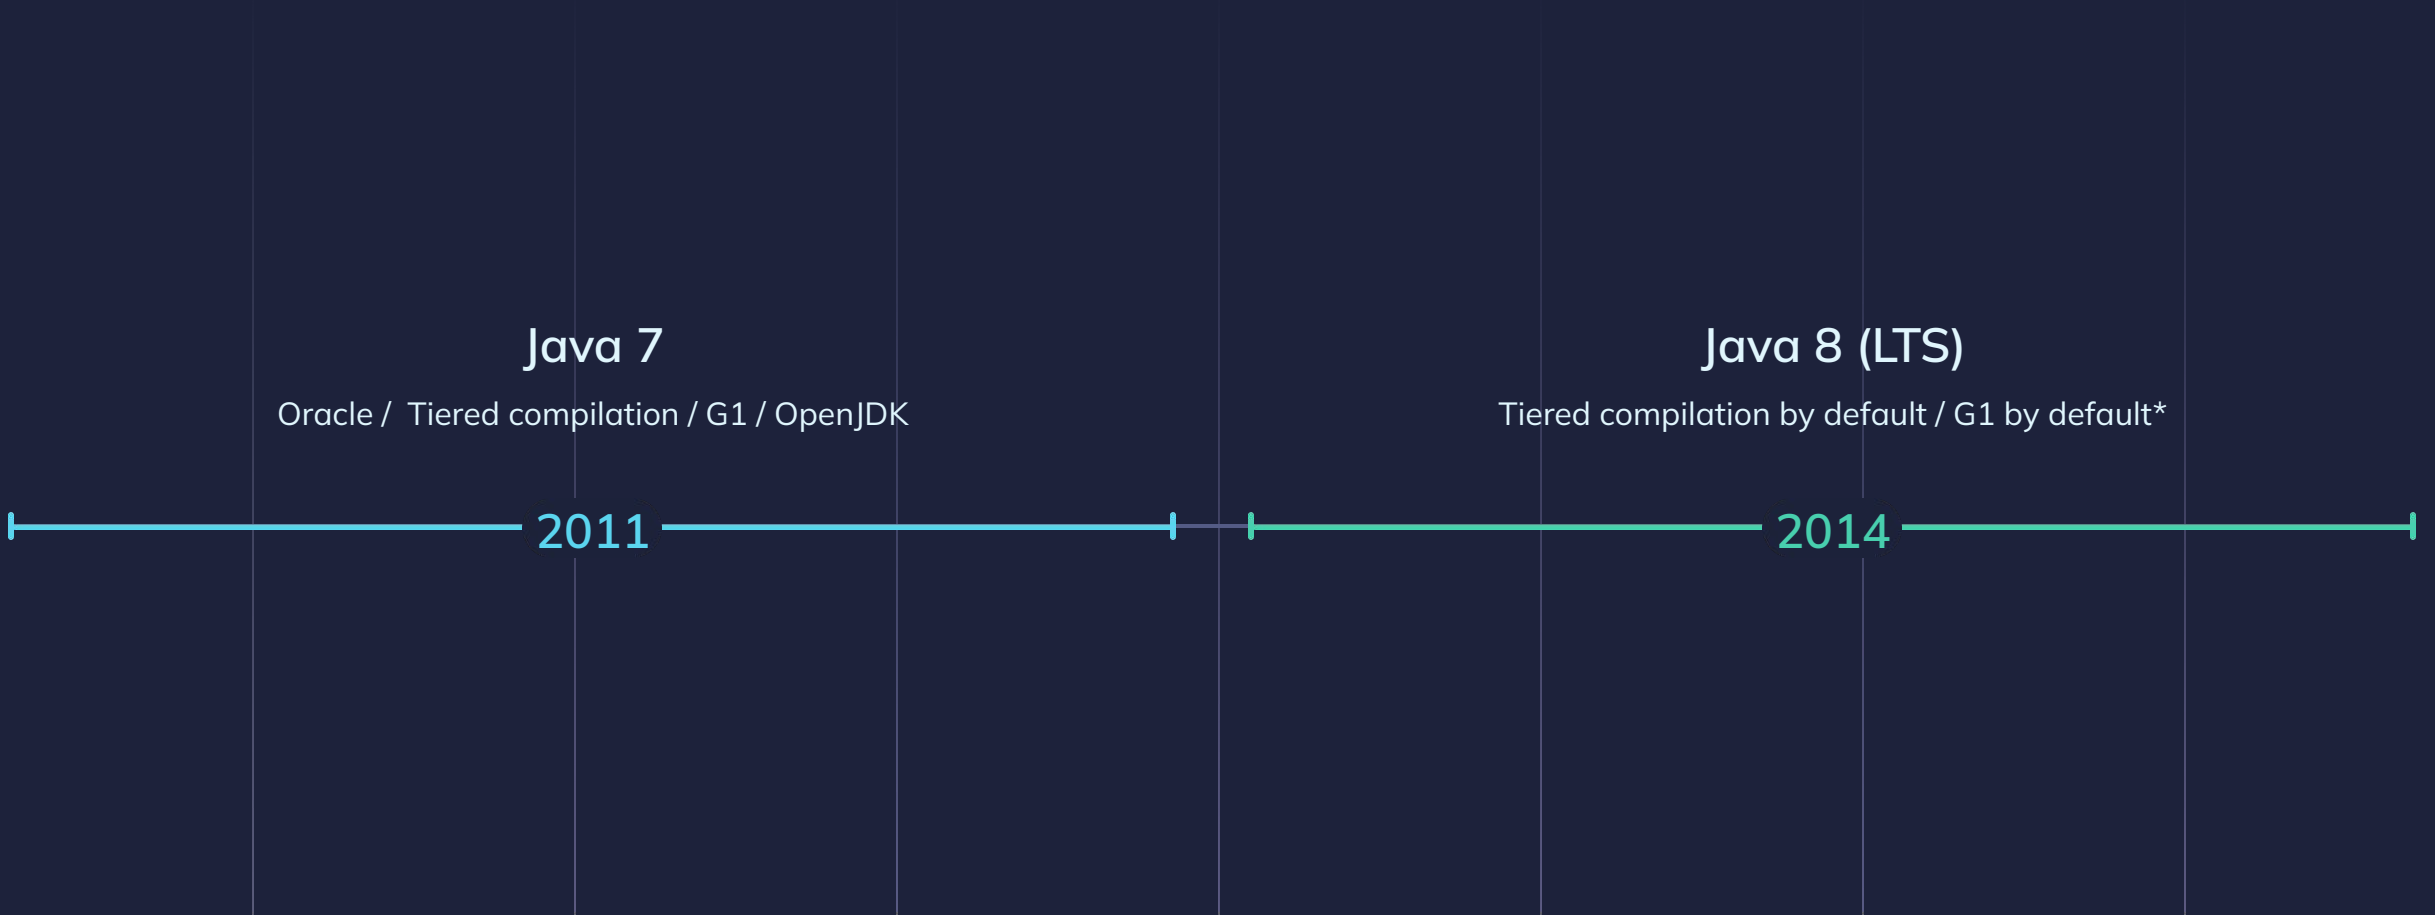 Java 7
Oracle /  Tiered compilation / G1 / OpenJDK
2011
Java 8 (LTS)
Tiered compilation by default / G1 by default*
2014